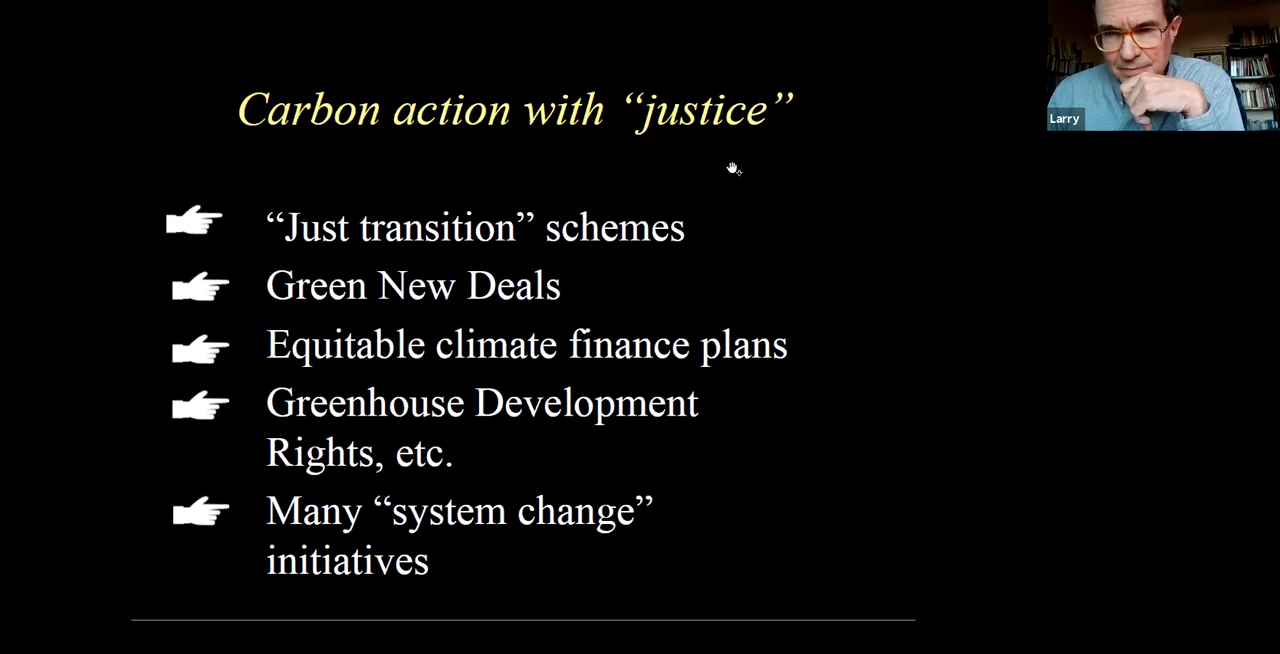 Carbon action with “justice”
Larry
“Just transition” schemes
Green New Deals
Equitable climate finance plans
Greenhouse Development
Rights, etc.
Many “system change”
initiatives